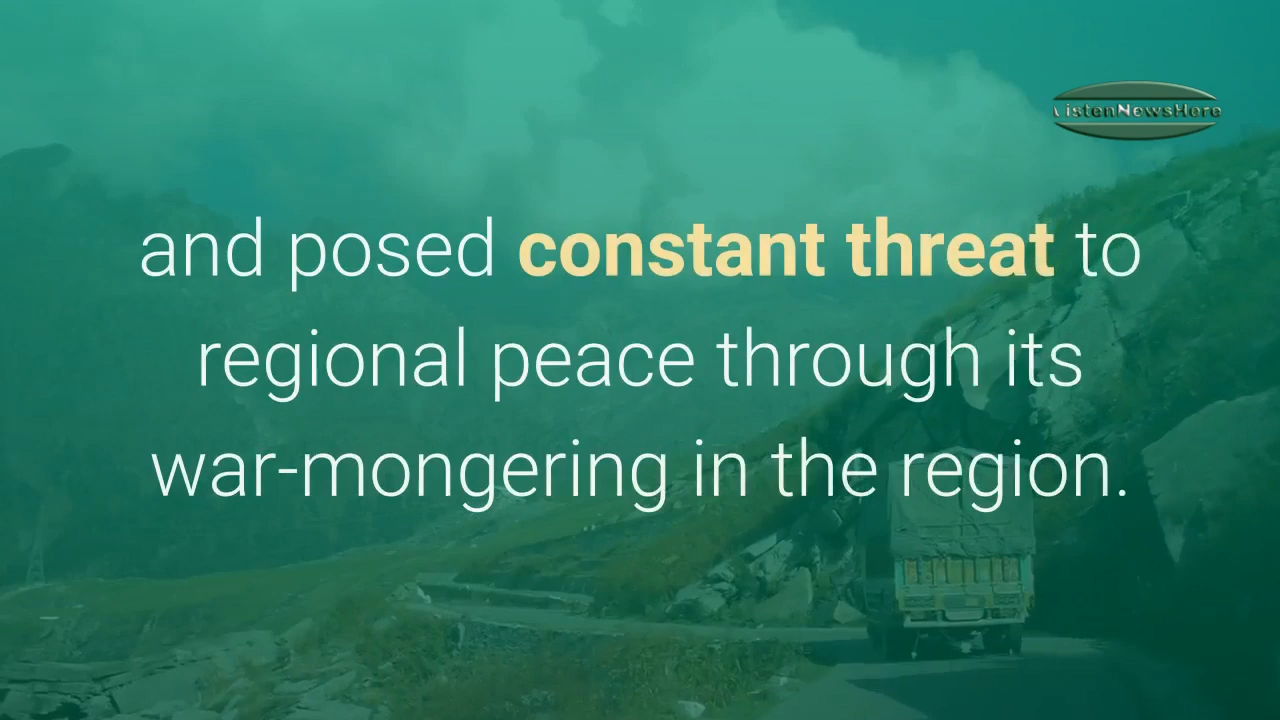 ListenNewsHere
and posed constant threat to
regional peace through its
war-mongering in the region.